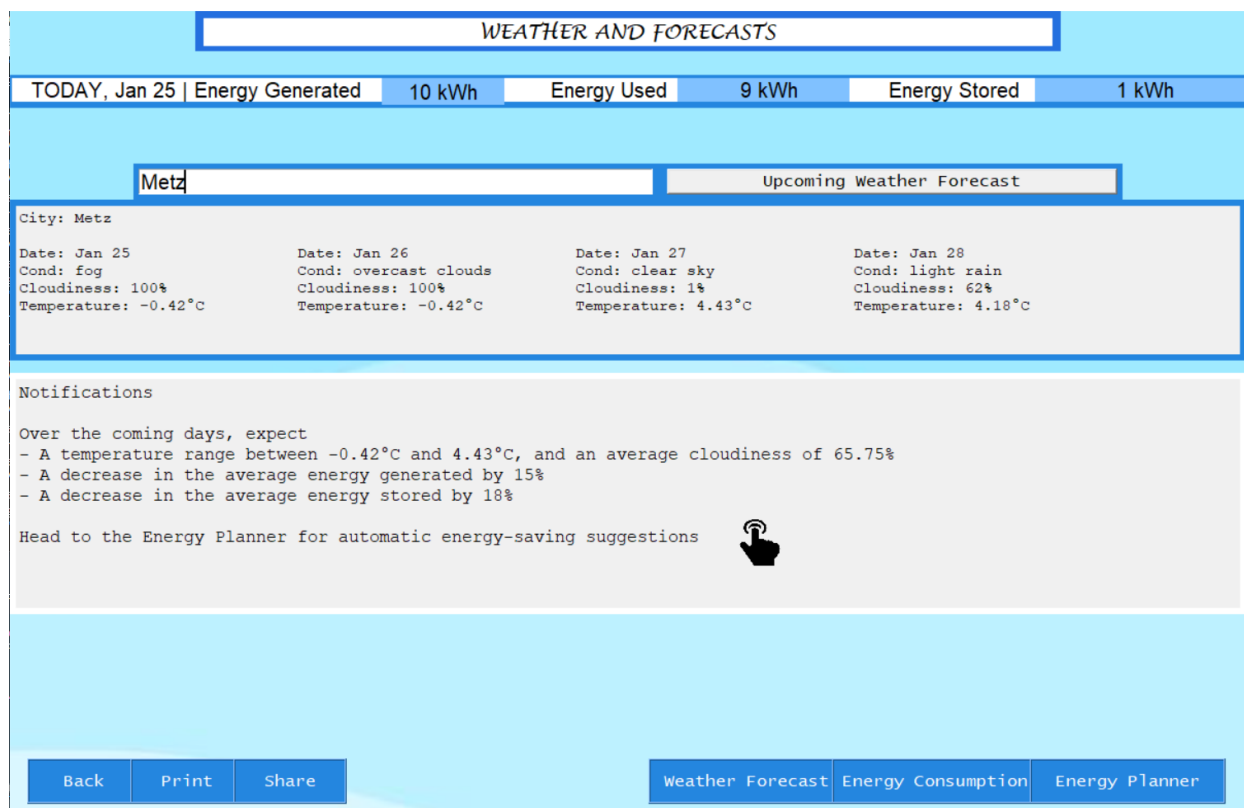 WEATHER AND FORECASTS
TODAY, Jan 25 | Energy Generated 10 kWh Energy Used 9 kWh Energy Stored 1 kWh
Metz Upcoming Weather Forecast
City: Metz
Date: Jan 25 Date: Jan 26 Date: Jan 27 Date: Jan 28
Cond: fog Cond: overcast clouds Cond: clear sky Cond: light rain
Cloudiness: 100% Cloudiness: 100% Cloudiness: 1% Cloudiness: 62%
Temperature: -0.42°C Temperature: -0.42°C Temperature: 4.43°C Temperature: 4.18°C
Notifications
Over the coming days, expect
- A temperature range between -0.42°C and 4.43°C, and an average cloudiness of 65.75%
- A decrease in the average energy generated by 15%
- A decrease in the average energy stored by 18%
Head to the Energy Planner for automatic energy-saving suggestions
Back Print Share Weather Forecast Energy Consumption Energy Planner